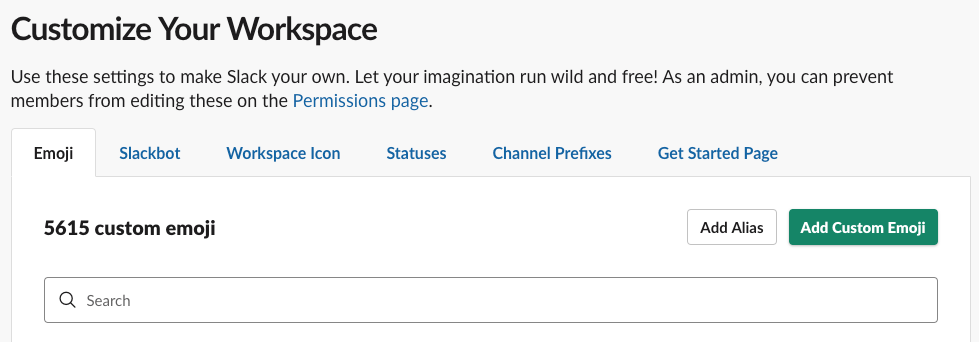 Customize Your Workspace
Use these settings to make Slack your own. Let your imagination run wild and free! As an admin, you can prevent
members from editing these on the Permissions page.
Emoji Slackbot Workspace Icon Statuses Channel Prefixes Get Started Page
5615 custom emoji Add Alias Add Custom Emoji
Search